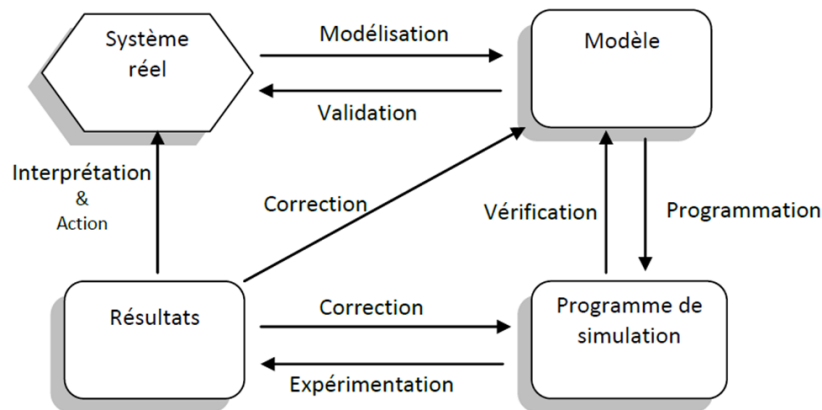 Système
réel
Modélisation
Modèle
Validation
Interprétation
&
Action
Correction
Vérification
Programmation
Résultats
Correction
Programme de
simulation
Expérimentation